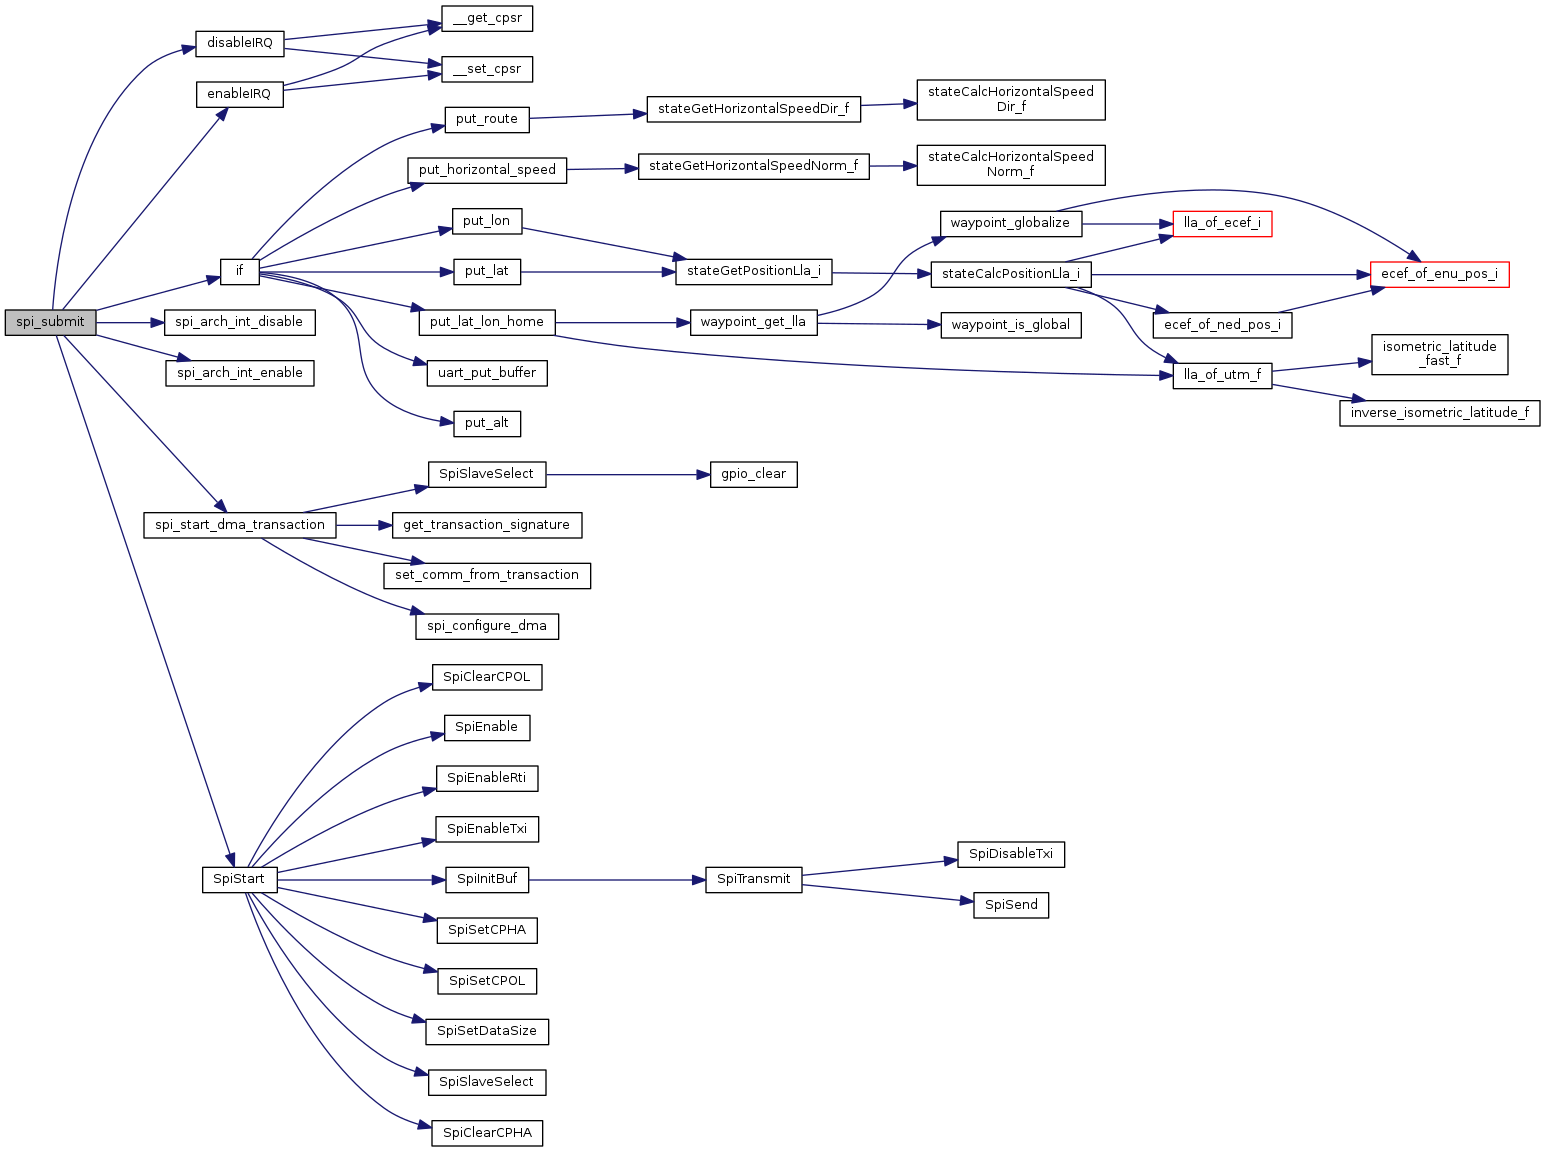 __get_cpsr
disableIRQ
__set_cpsr
enableIRQ
stateCalcHorizontalSpeed
Dir_f
stateGetHorizontalSpeedDir_f
put_route
stateCalcHorizontalSpeed
Norm_f
stateGetHorizontalSpeedNorm_f
put_horizontal_speed
put_lon
waypoint_globalize
lla_of_ecef_i
if
put_lat
stateGetPositionLla_i
stateCalcPositionLla_i
ecef_of_enu_pos_i
spi_submit
spi_arch_int_disable
put_lat_lon_home
waypoint_get_lla
waypoint_is_global
ecef_of_ned_pos_i
isometric_latitude
_fast_f
spi_arch_int_enable
uart_put_buffer
lla_of_utm_f
inverse_isometric_latitude_f
put_alt
SpiSlaveSelect
gpio_clear
spi_start_dma_transaction
get_transaction_signature
set_comm_from_transaction
spi_configure_dma
SpiClearCPOL
SpiEnable
SpiEnableRti
SpiEnableTxi
SpiStart
SpiInitBuf
SpiTransmit
SpiDisableTxi
SpiSend
SpiSetCPHA
SpiSetCPOL
SpiSetDataSize
SpiSlaveSelect
SpiClearCPHA